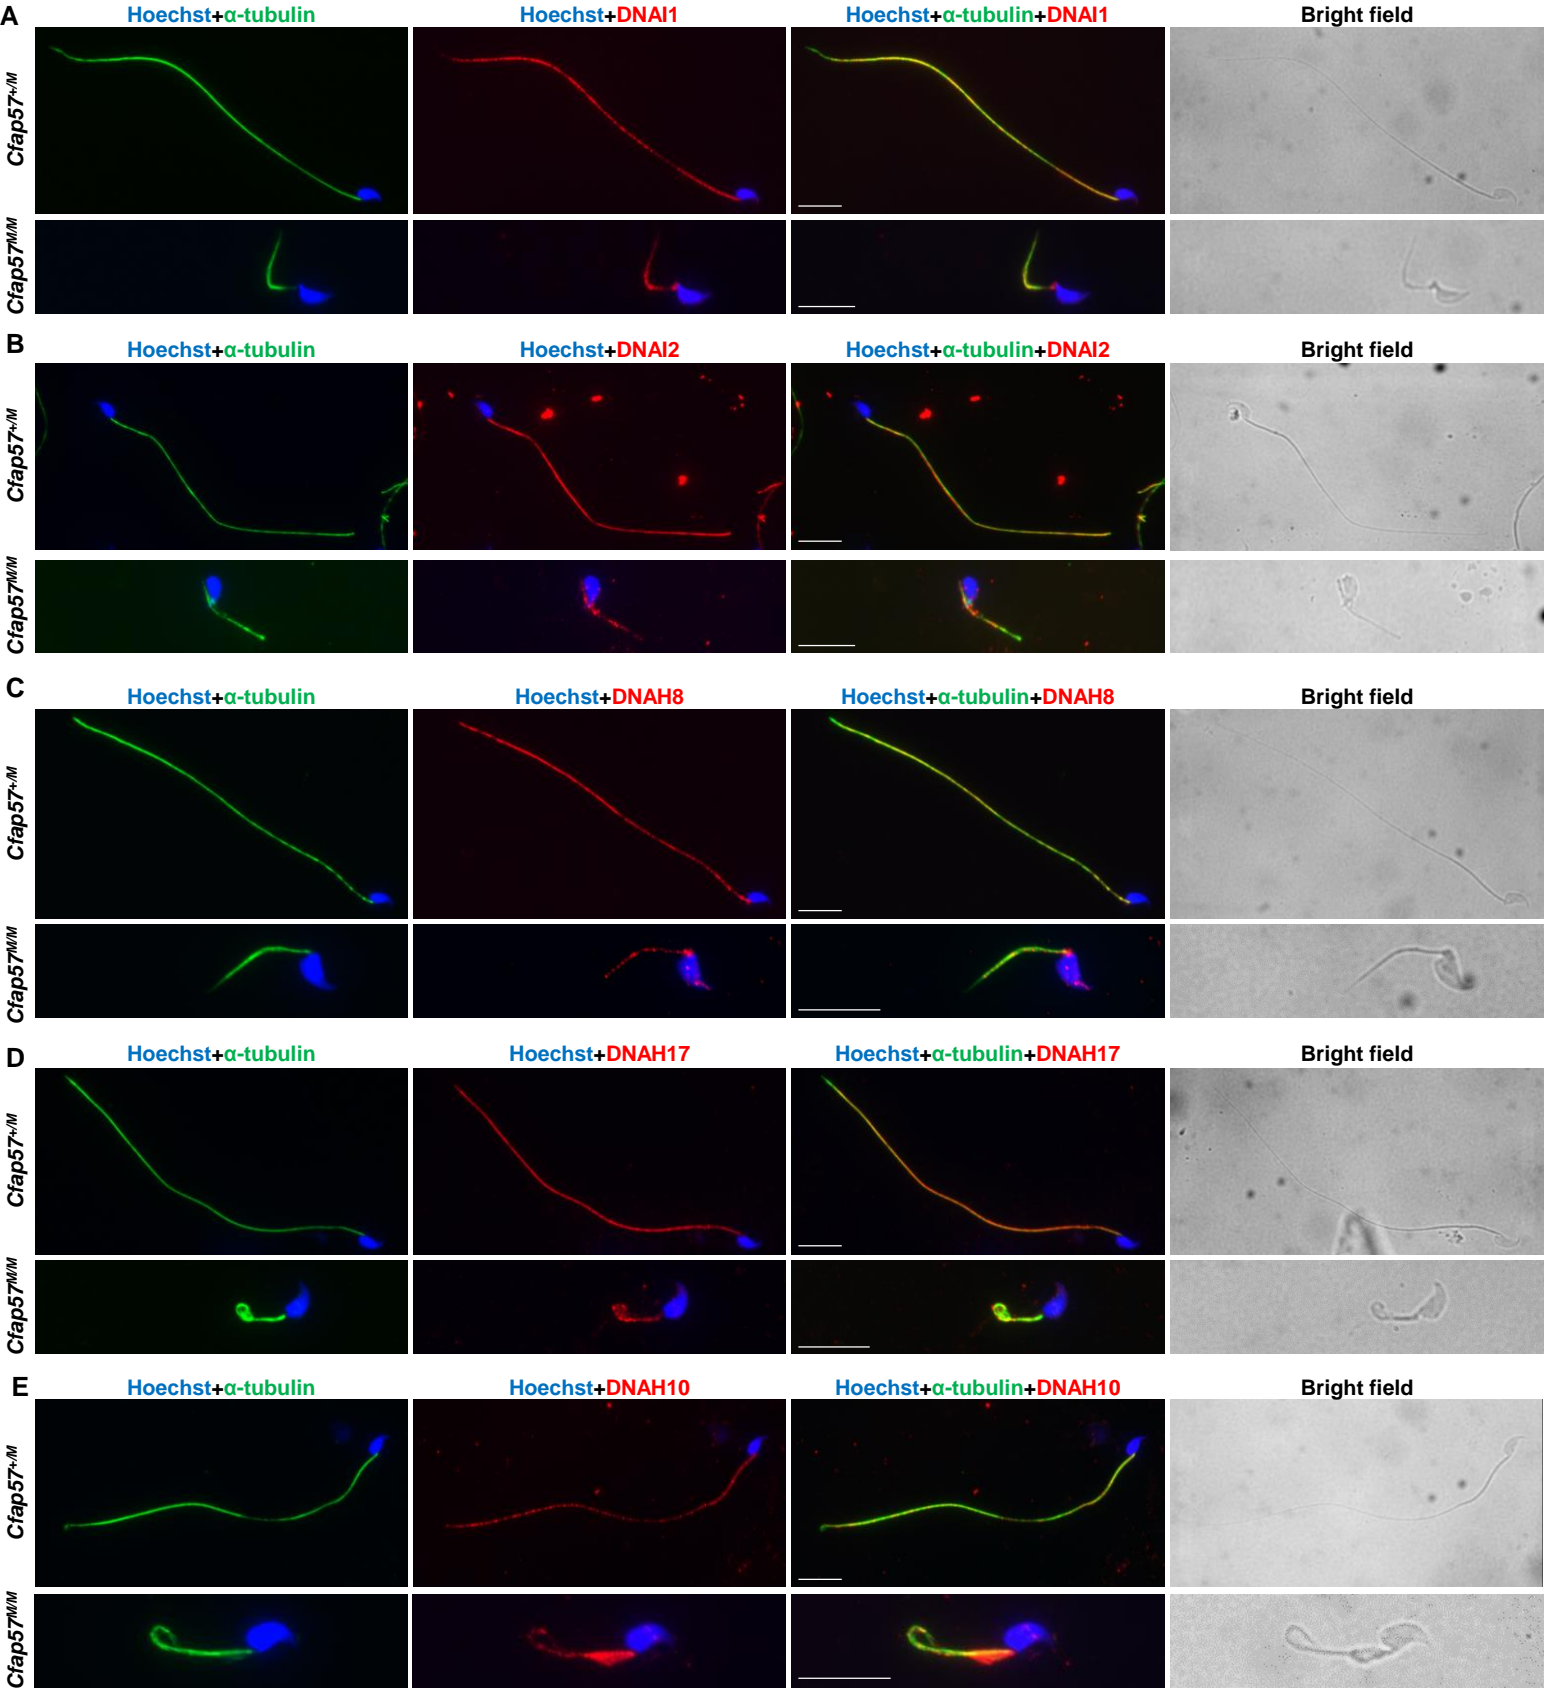 A
Hoechst+α-tubulin Hoechst+DNAI1 Hoechst+α-tubulin+DNAI1 Bright field
Cfap57+/M
Cfap57M/M
B
Hoechst+α-tubulin Hoechst+DNAI2 Hoechst+α-tubulin+DNAI2 Bright field
Cfap57+/M
Cfap57M/M
C
Hoechst+α-tubulin Hoechst+DNAH8 Hoechst+α-tubulin+DNAH8 Bright field
Cfap57+/M
Cfap57M/M
D
Hoechst+α-tubulin Hoechst+DNAH17 Hoechst+α-tubulin+DNAH17 Bright field
Cfap57+/M
Cfap57M/M
E
Hoechst+α-tubulin Hoechst+DNAH10 Hoechst+α-tubulin+DNAH10 Bright field
Cfap57+/M
Cfap57M/M